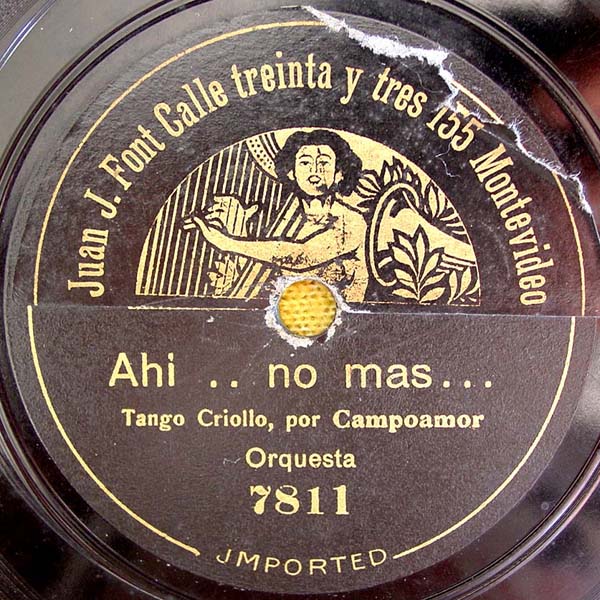 Juan J. Font Calle treinta y tres 155 Montevideo
Ahi .. no mas...
Tango Criollo, por Campoamor
Orquesta
7811
JMPORTED